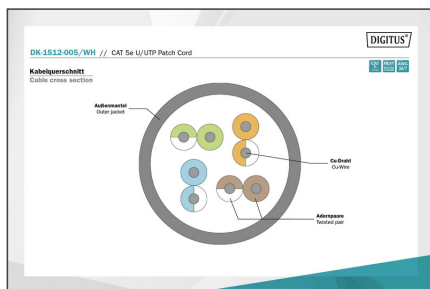 DIGITUS®
DK-1512-005/WH // CAT 5e U/UTP Patch Cord
Kabelquerschnitt
Cable cross section
Außenmantel
Outer jacket
Cu-Draht
Cu-Wire
Adernpaare
Twisted pair